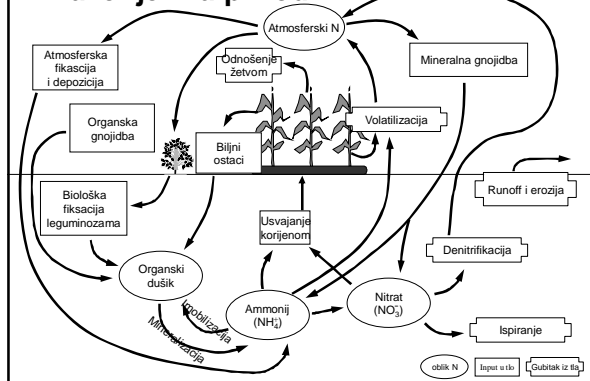 Atmosferski N
Atmosferska
fikascija
i depozicija
Odnošenje
žetvom
Mineralna gnojidba
Organska
gnojidba
Volatilizacija
Biljni
ostaci
Runoff i erozija
Biološka
fiksacija
leguminozama
Usvajanje
korijenom
Denitrifikacija
Organski
dušik
Imobilizacija
Mineralizacija
Ammonij
(NH₄⁺)
Nitrat
(NO₃⁻)
Ispiranje
oblik N
Input u tlo
Gubitak iz tla